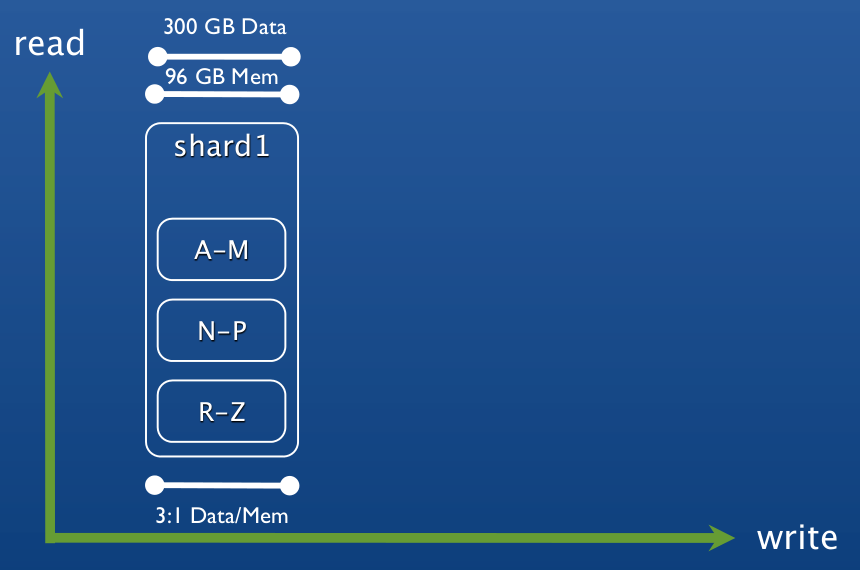 300 GB Data
read
96 GB Mem
shard1
A-M
N-P
R-Z
3:1 Data/Mem
write